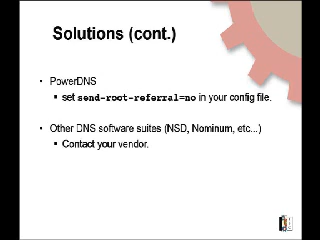 Solutions (cont.)
• PowerDNS
▪ set send-root-referral=no in your config file.
• Other DNS software suites (NSD, Nominum, etc...)
▪ Contact your vendor.